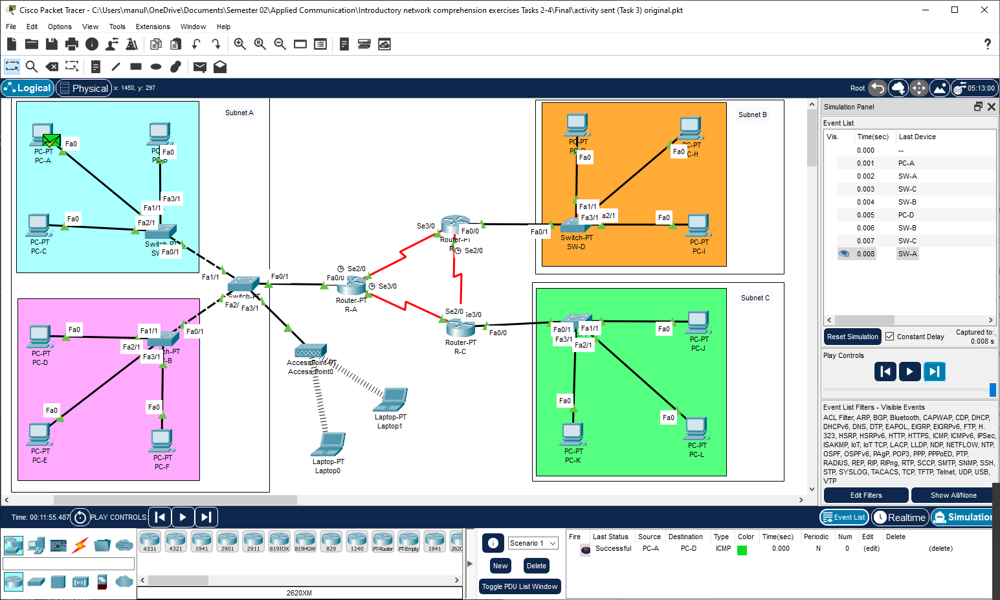 Cisco Packet Tracer - C:\Users\manul\OneDrive\Documents\Semester 02\Applied Communication\Introductory network comprehension exercises Tasks 2-4\Final\activity sent (Task 3) original.pkt
File Edit Options View Tools Extensions Window Help
Logical Physical x: 1450, y: 297 Root 05:13:00
Subnet A
PC-PT
PC-A
Fa0
Fa0
Fa3/1
Fa1/1
Fa2/1
Fa0
PC-PT
PC-C
Switch-PT
Fa0/1
Fa1/1
Fa0/1
Switch-PT
Fa2/
Fa3/1
Fa0
Fa1/1
Fa0/1
Fa2/1
Fa3/1
PC-PT
PC-D
Fa0
Fa0
PC-PT
PC-E
PC-PT
PC-F
Se2/0
Fa0/0
Se3/0
Router-PT
R-A
Se3/0
Fa0/0
Router-PT
Se2/0
Se2/0
Se3/0
Fa0/0
Router-PT
R-C
AccessPoint-PT
Access Point0
Laptop-PT
Laptop1
Laptop-PT
Laptop0
Subnet B
PC-PT
Fa0
PC-PT
Fa0
Fa1/1
Fa3/1
Fa2/1
Fa0
Fa0/1
Switch-PT
SW-D
PC-PT
PC-I
Subnet C
Fa0/1
Fa1/1
Fa3/1
Fa2/1
Fa0
PC-PT
PC-J
Fa0
PC-PT
PC-K
Fa0
PC-PT
PC-L
Simulation Panel
Event List
Vis. Time(sec) Last Device
0.000 --
0.001 PC-A
0.002 SW-A
0.003 SW-C
0.004 SW-B
0.005 PC-D
0.006 SW-B
0.007 SW-C
0.008 SW-A
Reset Simulation Constant Delay Captured to:
0.008 s
Play Controls
Event List Filters - Visible Events
ACL Filter, ARP, BGP, Bluetooth, CAPWAP, CDP, DHCP,
DHCPv6, DNS, DTP, EAPOL, EIGRP, EIGRPv6, FTP, H.
323, HSRP, HSRPv6, HTTP, HTTPS, ICMP, ICMPv6, IPSec,
ISAKMP, IoT, IoT TCP, LACP, LLDP, NDP, NETFLOW, NTP,
OSPF, OSPFv6, PAgP, POP3, PPP, PPPoED, PTP,
RADIUS, REP, RIP, RIPng, RTP, SCCP, SMTP, SNMP, SSH,
STP, SYSLOG, TACACS, TCP, TFTP, Telnet, UDP, USB,
VTP
Edit Filters Show All/None
Time: 00:11:55.487 PLAY CONTROLS: Event List Realtime Simulation
4331 4321 1941 2901 2911 819IOX 819HGW 829 1240 PT-Router PT-Empty 1841 2620
2620XM
Scenario 1
New Delete
Toggle PDU List Window
Fire Last Status Source Destination Type Color Time(sec) Periodic Num Edit Delete
Successful PC-A PC-D ICMP 0.000 N 0 (edit) (delete)